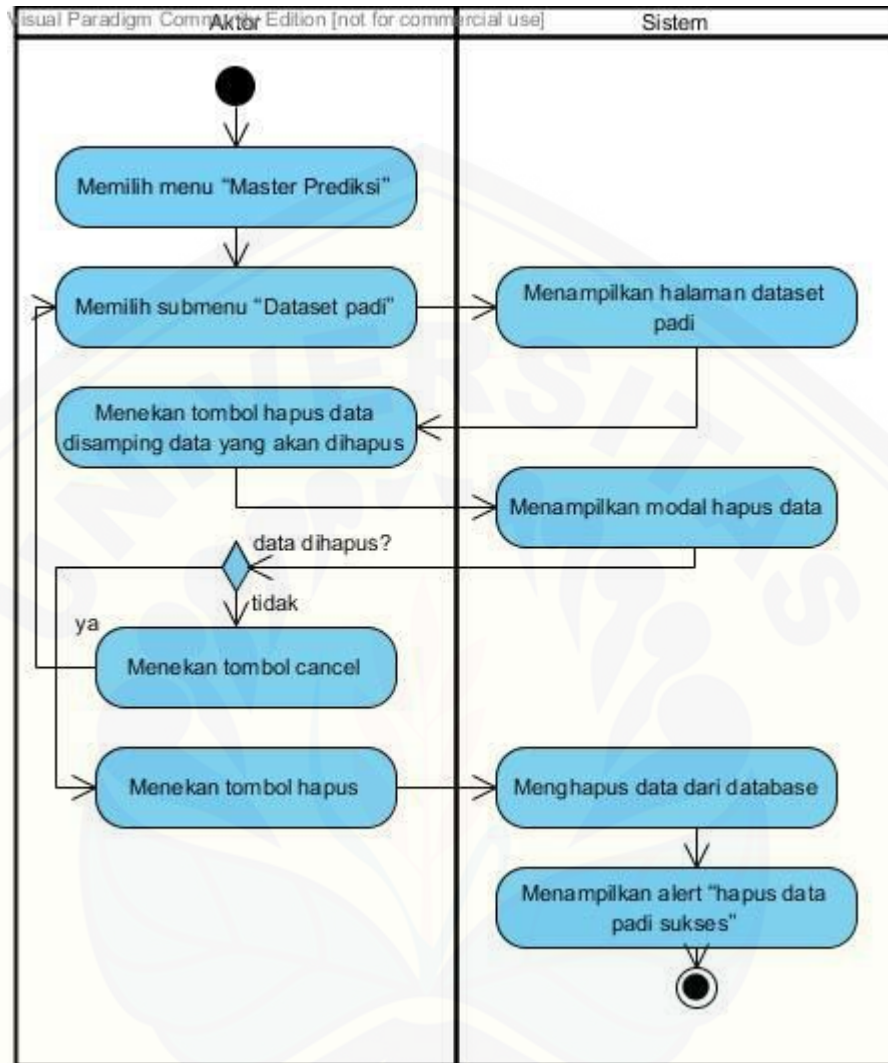 Visual Paradigm Community Edition [not for commercial use]
Aktor
Sistem
Memilih menu "Master Prediksi"
Memilih submenu "Dataset padi"
Menampilkan halaman dataset
padi
Menekan tombol hapus data
disamping data yang akan dihapus
Menampilkan modal hapus data
data dihapus?
tidak
ya
Menekan tombol cancel
Menekan tombol hapus
Menghapus data dari database
Menampilkan alert "hapus data
padi sukses"
UNIVERSITAS